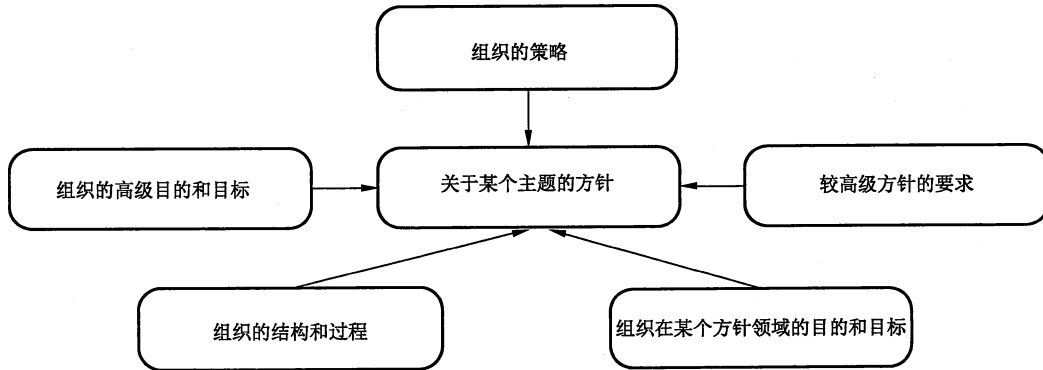 组织的策略
组织的高级目的和目标
关于某个主题的方针
较高级方针的要求
组织的结构和过程
组织在某个方针领域的目的和目标